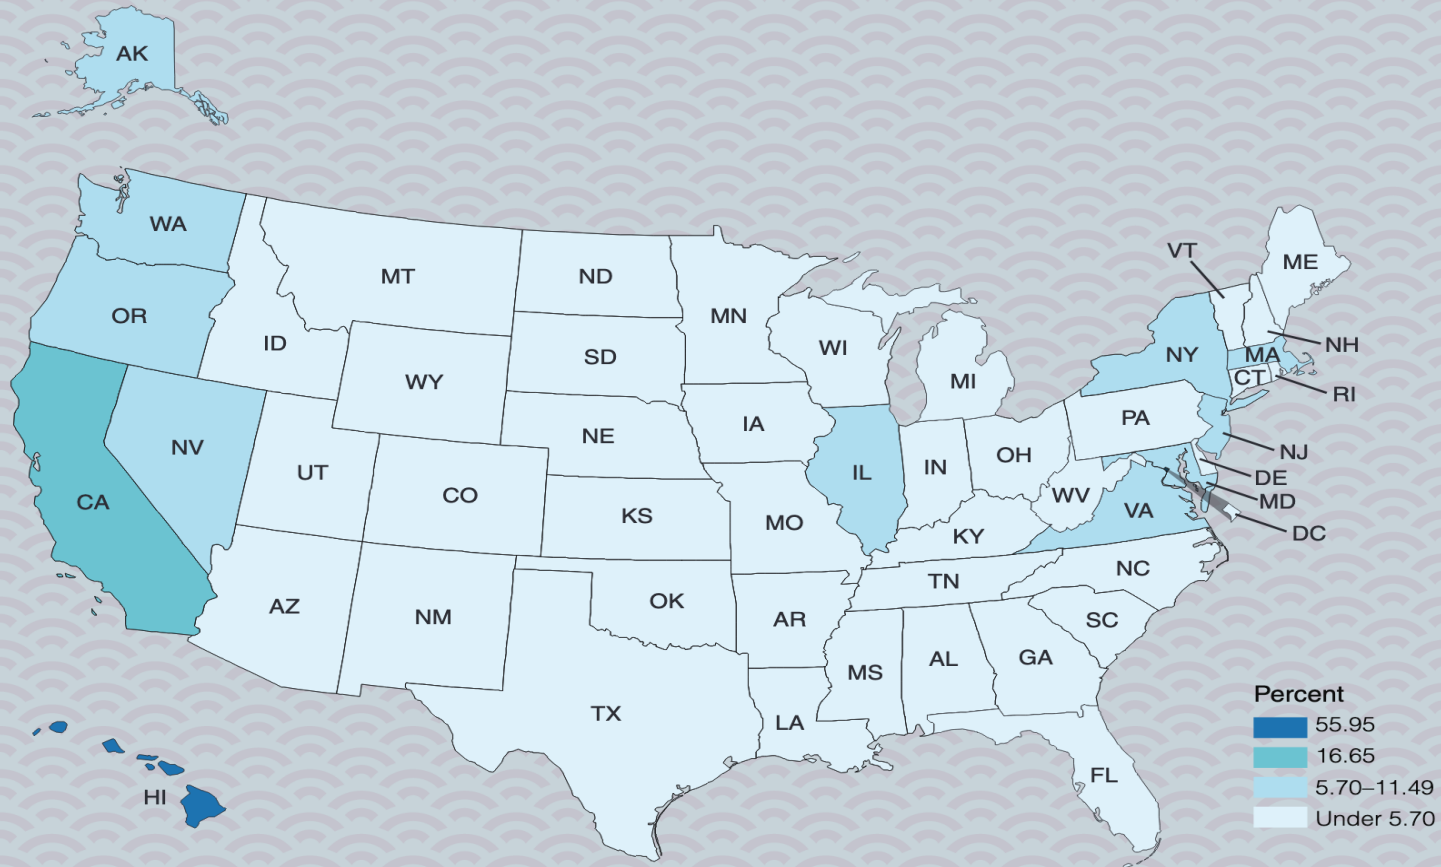 AK
WA
MT
ND
MN
VT
ME
OR
ID
SD
WI
NH
NY
MA
WY
MI
CT
RI
IA
PA
NE
NV
OH
NJ
UT
IL
IN
DE
CO
WV
MD
CA
KS
MO
VA
KY
DC
NC
TN
OK
AZ
NM
AR
SC
MS
AL
GA
TX
LA
FL
HI
Percent
55.95
16.65
5.70–11.49
Under 5.70